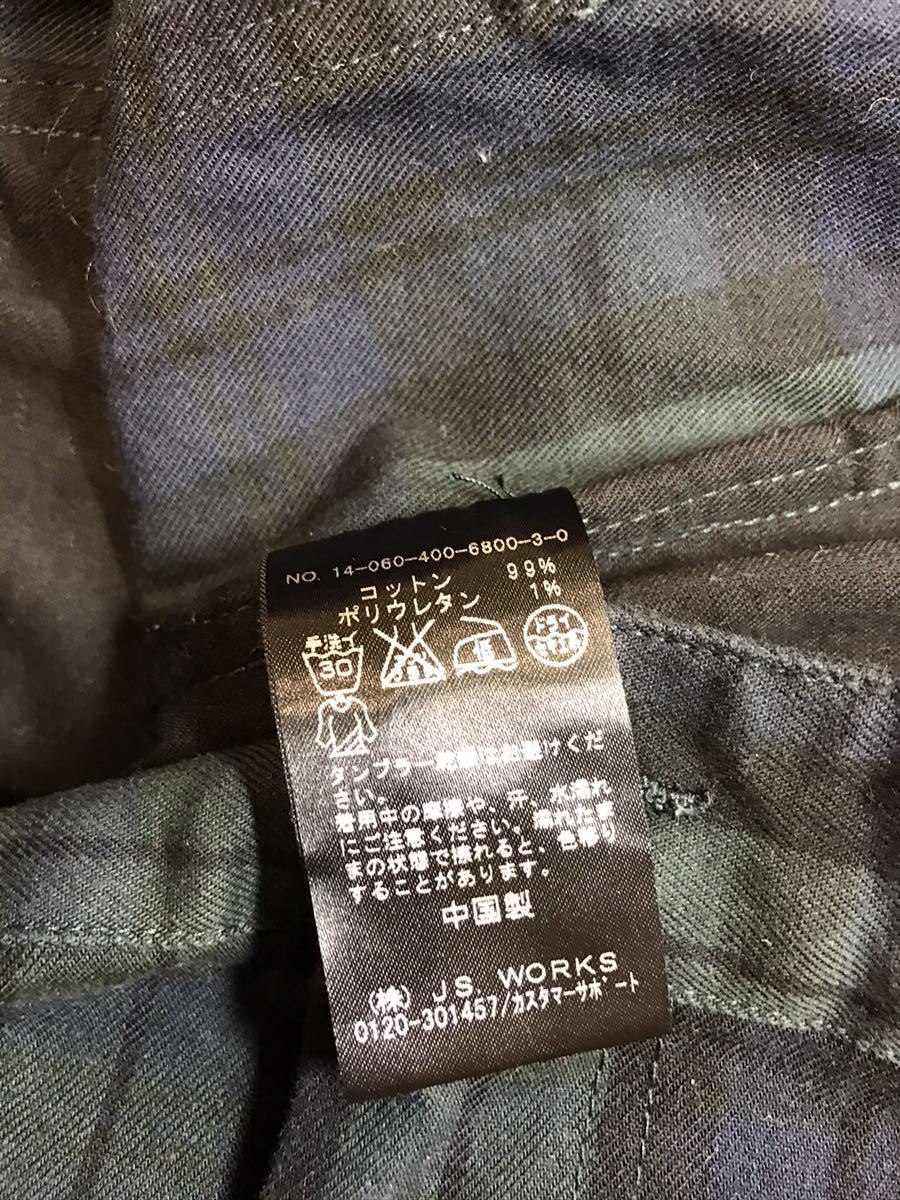 NO. 14-060-400-6800-3-0
コットン 99%
ポリウレタン 1%
手洗イ
30
ドライ
タンブラー乾燥はお避けくだ
さい。
着用中の摩擦や、汗、水濡れ
にご注意ください。濡れたま
まの状態で擦れると、色移り
することがあります。
中国製
(株) J.S. WORKS
0120-301457/カスタマーサポート